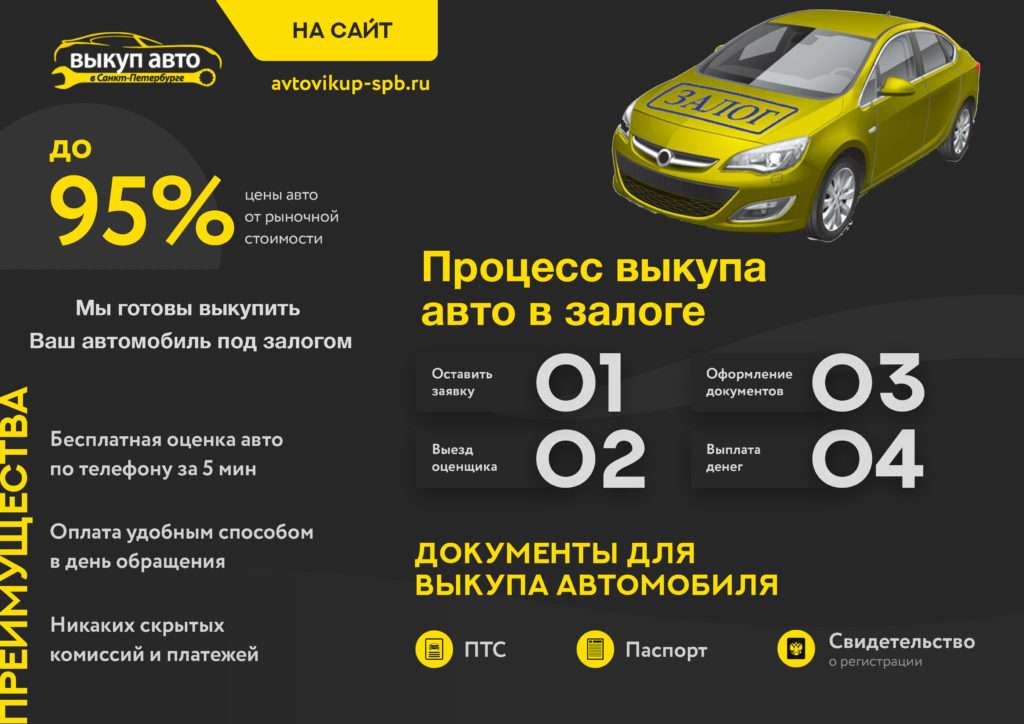 выкуп авто
в Санкт-Петербурге
НА САЙТ
avtovikup-spb.ru
ЗАЛОГ
до
95%
цены авто
от рыночной
стоимости
Мы готовы выкупить
Ваш автомобиль под залогом
ПРЕИМУЩЕСТВА
Бесплатная оценка авто
по телефону за 5 мин
Оплата удобным способом
в день обращения
Никаких скрытых
комиссий и платежей
Процесс выкупа
авто в залоге
Оставить
заявку
01
Выезд
оценщика
02
Оформление
документов
03
Выплата
денег
04
ДОКУМЕНТЫ ДЛЯ
ВЫКУПА АВТОМОБИЛЯ
ПТС
Паспорт
Свидетельство
о регистрации